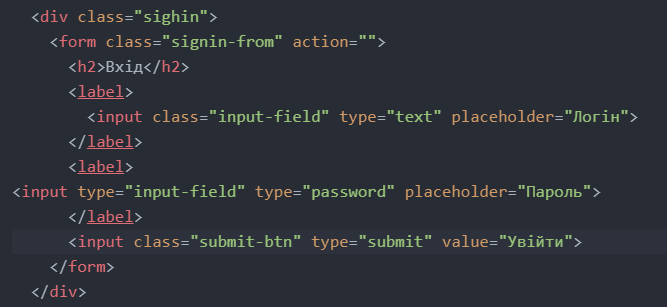 <div class="sighin">
<form class="signin-from" action="">
<h2>Вхід</h2>
<label>
<input class="input-field" type="text" placeholder="Логін">
</label>
<label>
<input type="input-field" type="password" placeholder="Пароль">
</label>
<input class="submit-btn" type="submit" value="Увійти">
</form>
</div>